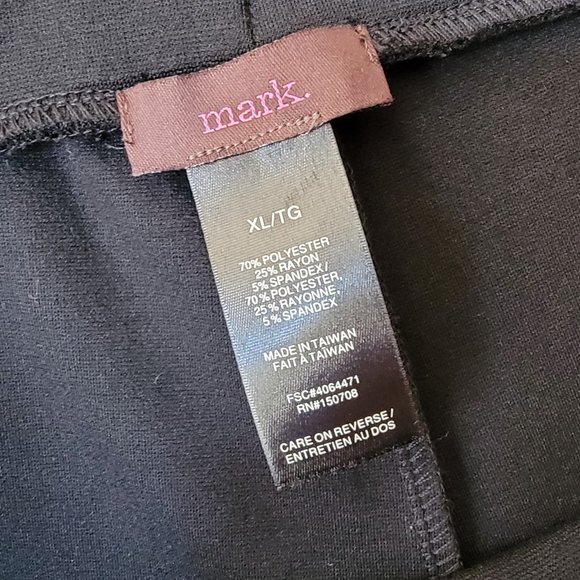 mark.
XL/TG
70% POLYESTER
25% RAYON
5% SPANDEX/
70% POLYESTER,
25% RAYONNE,
5% SPANDEX
MADE IN TAIWAN
FAIT À TAÏWAN
FSC#4064471
RN#150708
CARE ON REVERSE/
ENTRETIEN AU DOS